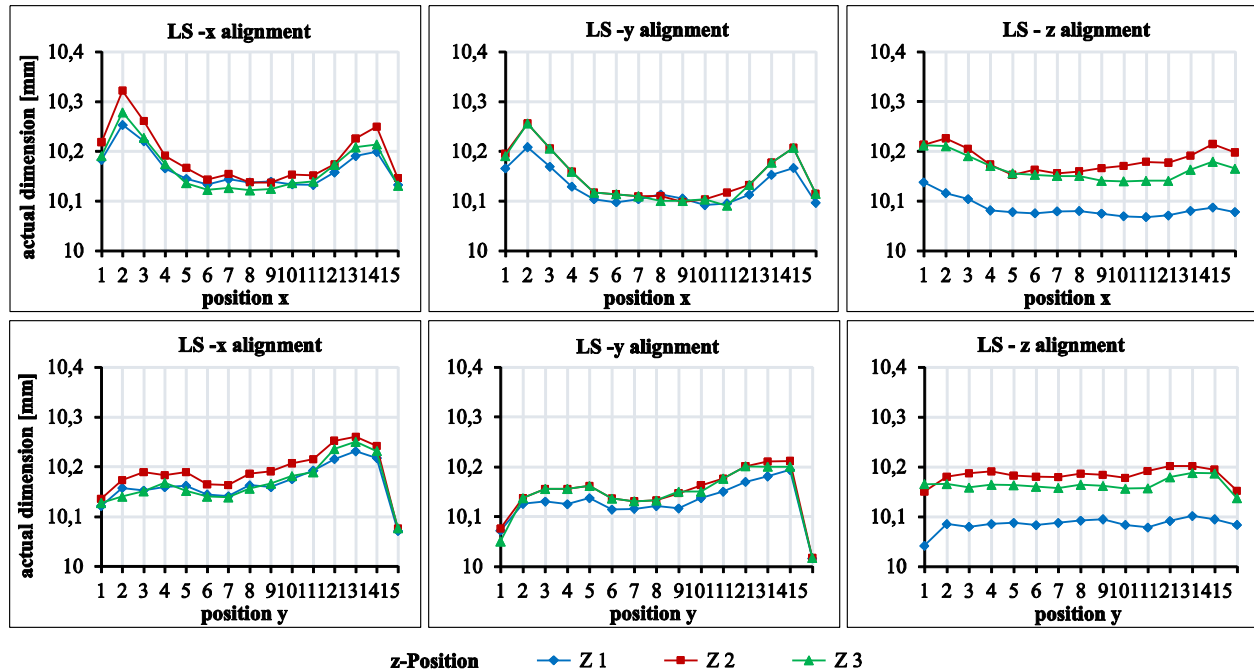 LS -x alignment
10,4
10,3
10,2
10,1
10
actual dimension [mm]
1 2 3 4 5 6 7 8 9 10 11 12 13 14 15
position x
LS -y alignment
10,4
10,3
10,2
10,1
10
1 2 3 4 5 6 7 8 9 10 11 12 13 14 15
position x
LS - z alignment
10,4
10,3
10,2
10,1
10
1 2 3 4 5 6 7 8 9 10 11 12 13 14 15
position x
LS -x alignment
10,4
10,3
10,2
10,1
10
actual dimension [mm]
1 2 3 4 5 6 7 8 9 10 11 12 13 14 15
position y
LS -y alignment
10,4
10,3
10,2
10,1
10
1 2 3 4 5 6 7 8 9 10 11 12 13 14 15
position y
LS - z alignment
10,4
10,3
10,2
10,1
10
1 2 3 4 5 6 7 8 9 10 11 12 13 14 15
position y
z-Position Z 1 Z 2 Z 3